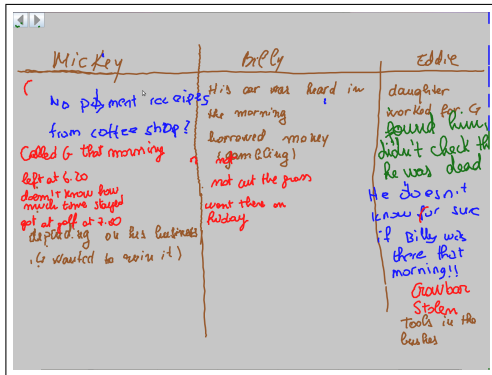 Mickey
No payment receipts
from coffee shop?
Called G that morning
left at 6.20
doesn't know how
much time stayed
got at golf at 7.00
depending on his business
(G wanted to ruin it)
Billy
His car was heard in
the morning
borrowed money
(gambling)
not cut the grass
went there on
friday
Eddie
daughter
worked for G
found him,
didn't check th
he was dead
He doesn't
know for sure
if Billy was
there that
morning!!
Crowbar
Stolen
Tools in the
bushes